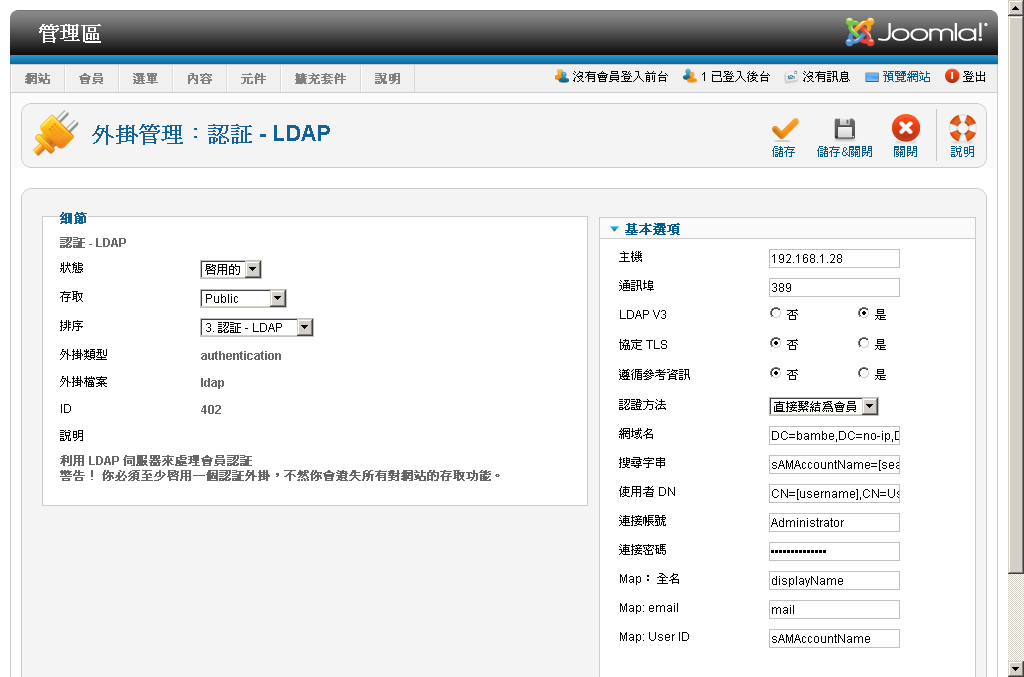 管理區
Joomla!®
網站 會員 選單 內容 元件 擴充套件 說明
沒有會員登入前台 1 已登入後台 沒有訊息 預覽網站 登出
外掛管理：認証 - LDAP
儲存 儲存&關閉 關閉 說明
細節
認証 - LDAP
狀態 啓用的
存取 Public
排序 3. 認証 - LDAP
外掛類型 authentication
外掛檔案 ldap
ID 402
說明
利用 LDAP 伺服器來處理會員認証
警告！ 你必須至少啓用一個認証外掛，不然你會遺失所有對網站的存取功能。
基本選項
主機 192.168.1.28
通訊埠 389
LDAP V3 否 是
協定 TLS 否 是
遵循參考資訊 否 是
認證方法 直接繫結爲會員
網域名 DC=bambe,DC=no-ip,D
搜尋字串 sAMAccountName=[sea
使用者 DN CN=[username],CN=Us
連接帳號 Administrator
連接密碼 ••••••••••••••
Map： 全名 displayName
Map: email mail
Map: User ID sAMAccountName